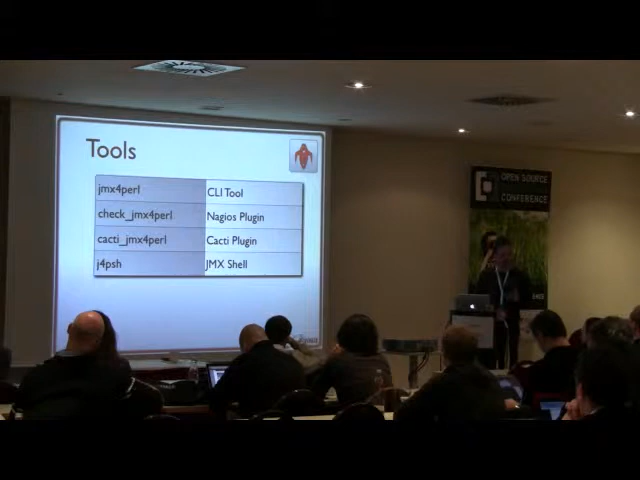 Tools
jmx4perl CLI Tool
check_jmx4perl Nagios Plugin
cacti_jmx4perl Cacti Plugin
j4psh JMX Shell
OPEN SOURCE
CONFERENCE